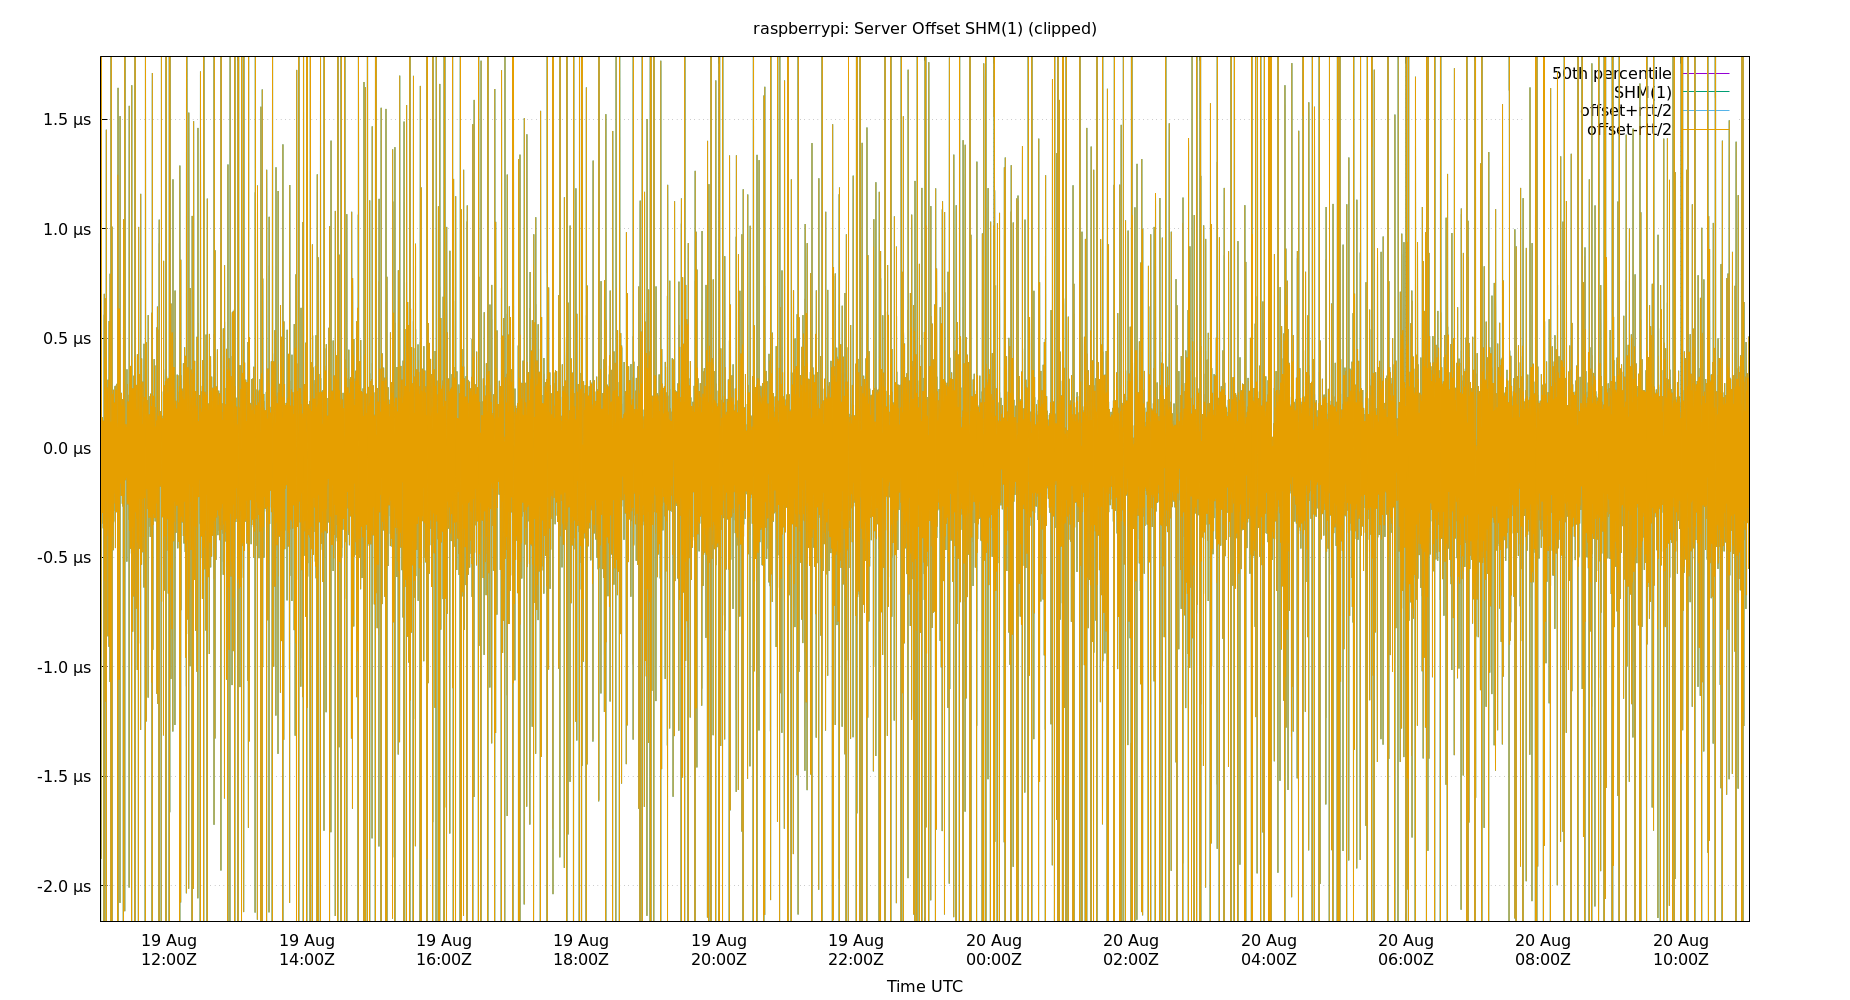 raspberrypi: Server Offset SHM(1) (clipped)
50th percentile
SHM(1)
offset+rtt/2
offset-rtt/2
1.5 µs
1.0 µs
0.5 µs
0.0 µs
-0.5 µs
-1.0 µs
-1.5 µs
-2.0 µs
19 Aug 19 Aug 19 Aug 19 Aug 19 Aug 19 Aug 20 Aug 20 Aug 20 Aug 20 Aug 20 Aug 20 Aug
12:00Z 14:00Z 16:00Z 18:00Z 20:00Z 22:00Z 00:00Z 02:00Z 04:00Z 06:00Z 08:00Z 10:00Z
Time UTC